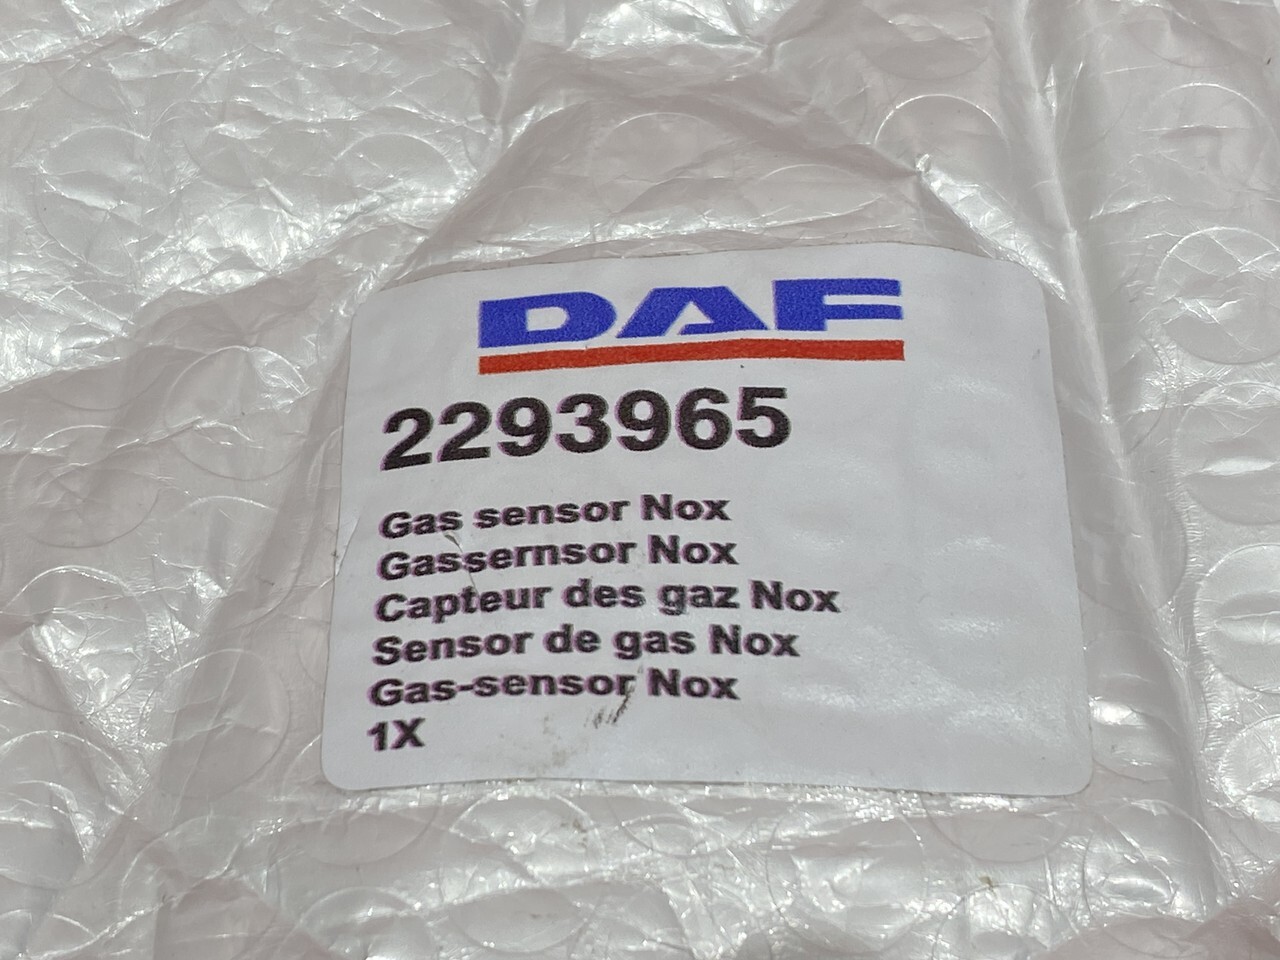 DAF
2293965
Gas sensor Nox
Gassernsor Nox
Capteur des gaz Nox
Sensor de gas Nox
Gas-sensor Nox
1X